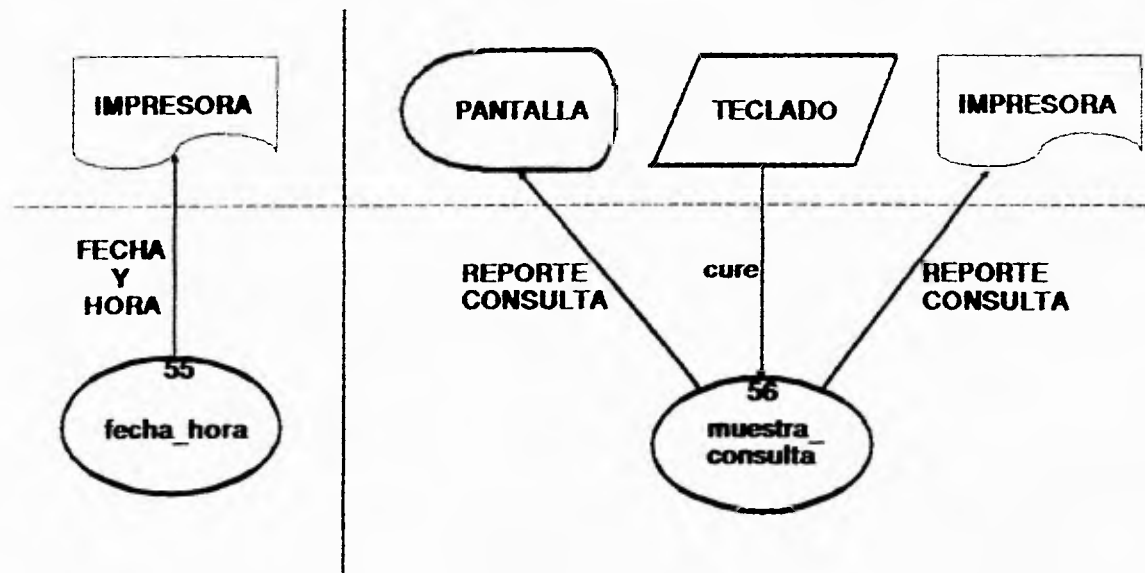 IMPRESORA
FECHA
Y
HORA
55
fecha_hora
PANTALLA
TECLADO
IMPRESORA
REPORTE
CONSULTA
cure
REPORTE
CONSULTA
56
muestra_
consulta